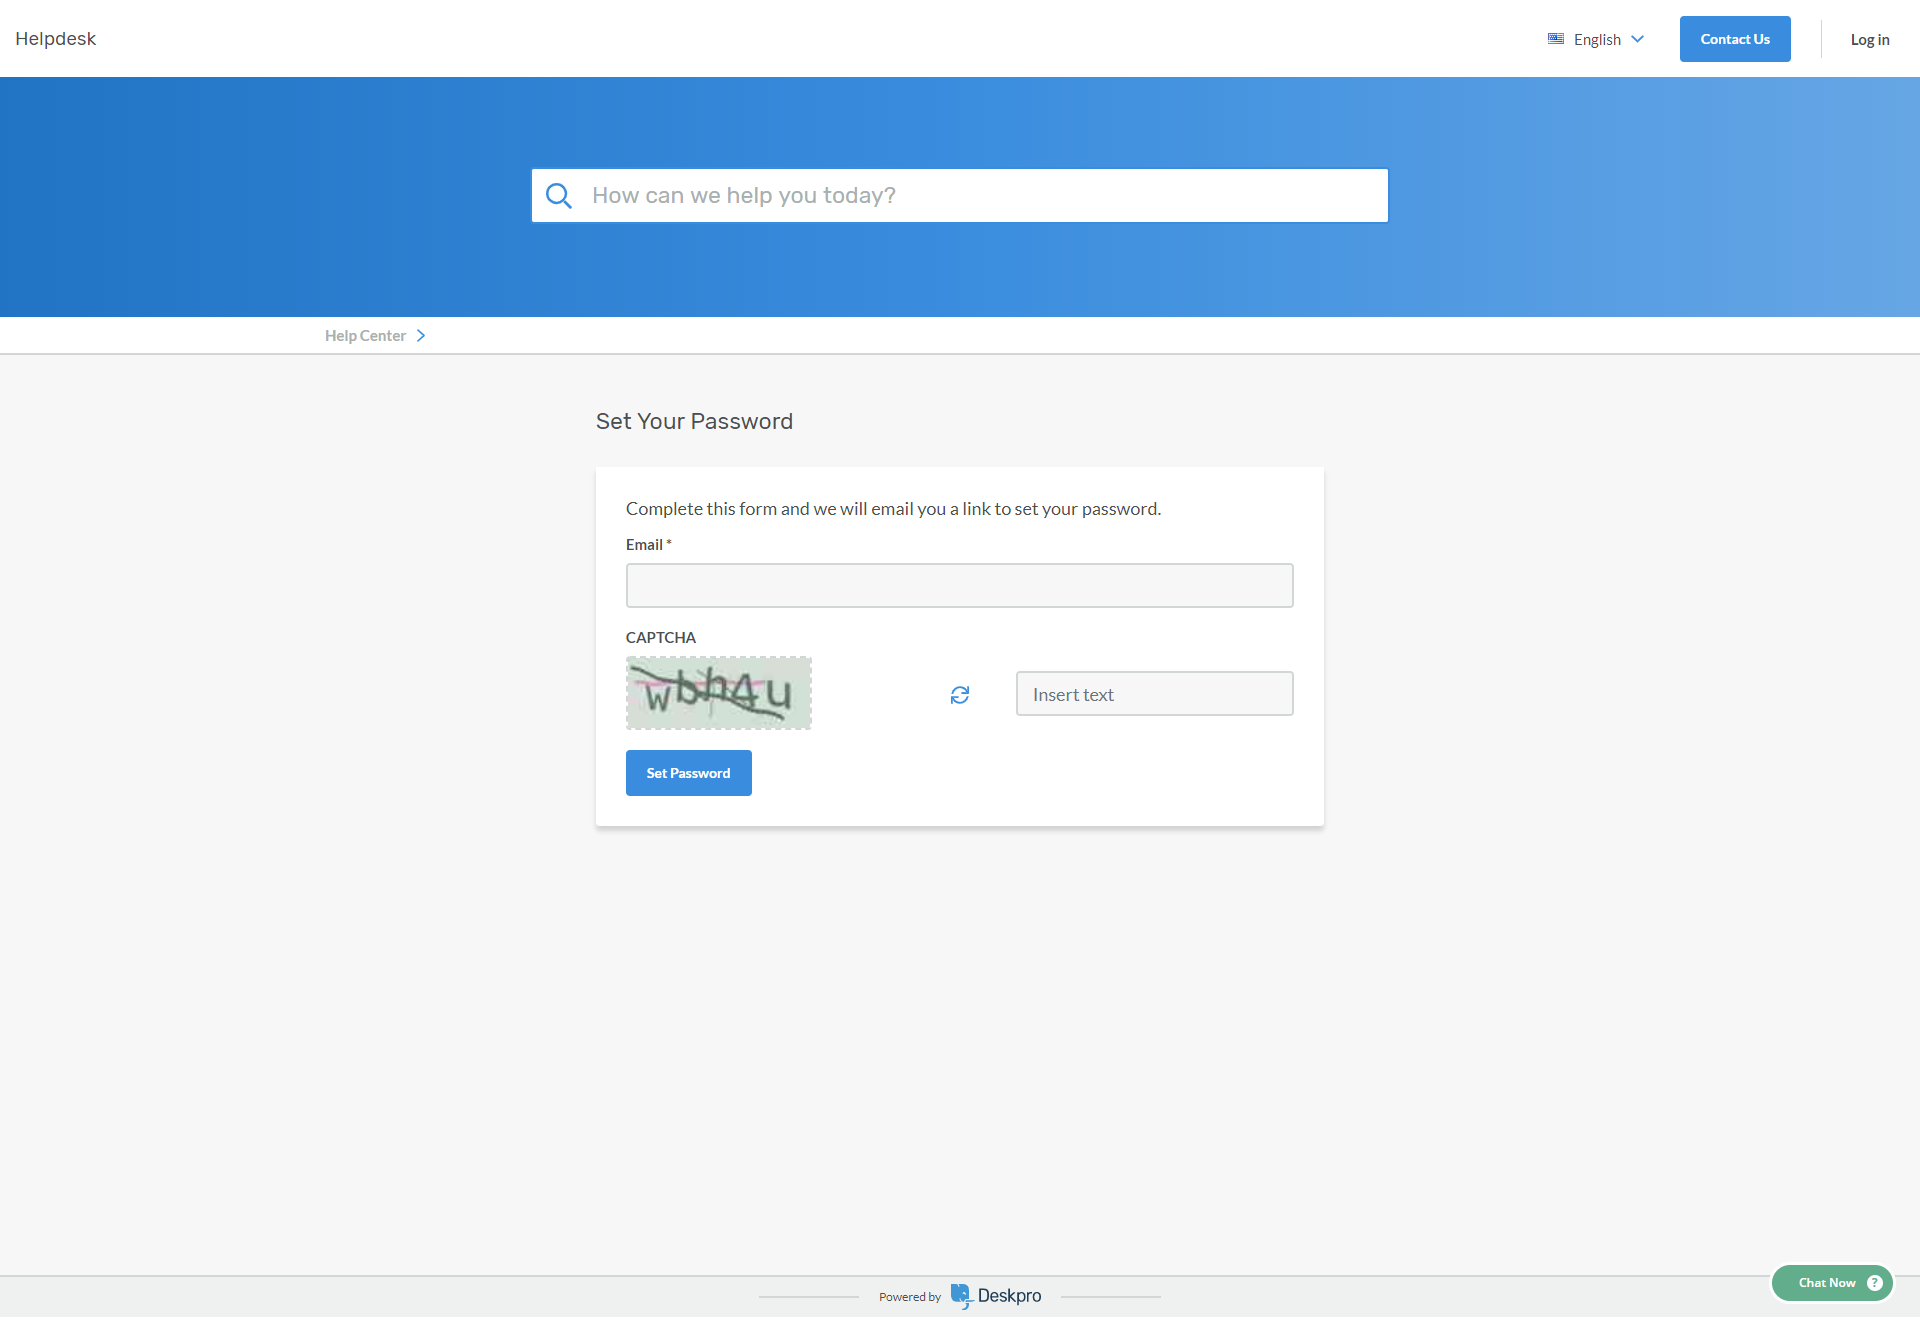 Helpdesk
English
Contact Us
Log in
How can we help you today?
Help Center
Set Your Password
Complete this form and we will email you a link to set your password.
Email *
CAPTCHA
wbh4u
Insert text
Set Password
Powered by Deskpro
Chat Now ?